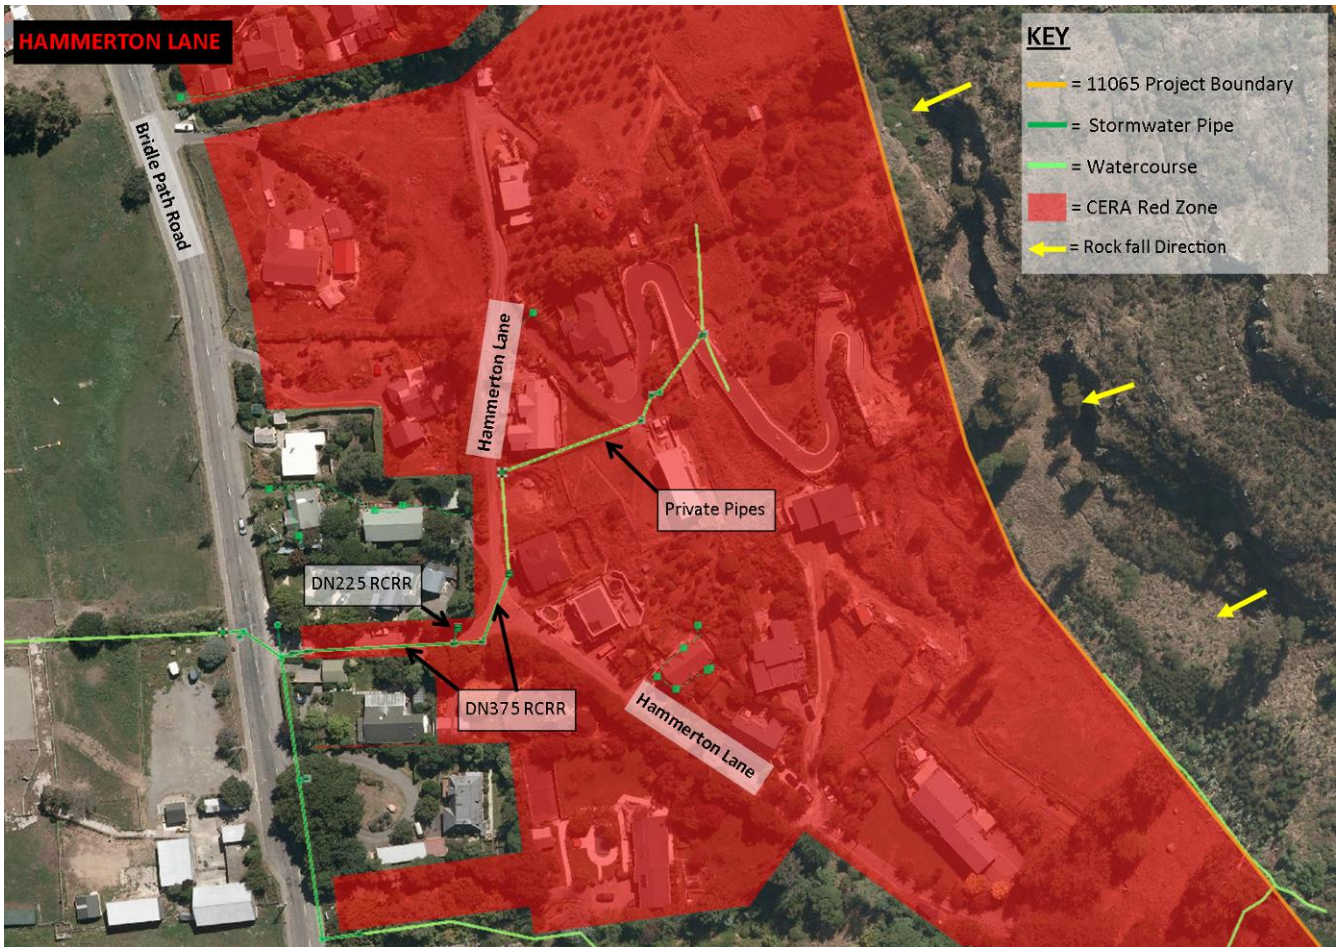 HAMMERTON LANE
KEY
= 11065 Project Boundary
= Stormwater Pipe
= Watercourse
= CERA Red Zone
= Rock fall Direction
Bridle Path Road
Hammerton Lane
Private Pipes
DN225 RCRR
DN375 RCRR
Hammerton Lane